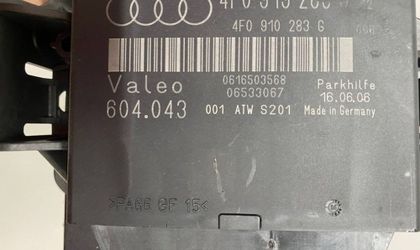 4F0 910 283 G
Valeo
0616503568
06533067
Parkhilfe
16.06.06
604.043
001 ATW S201
Made in Germany
>PA66 GF 15<